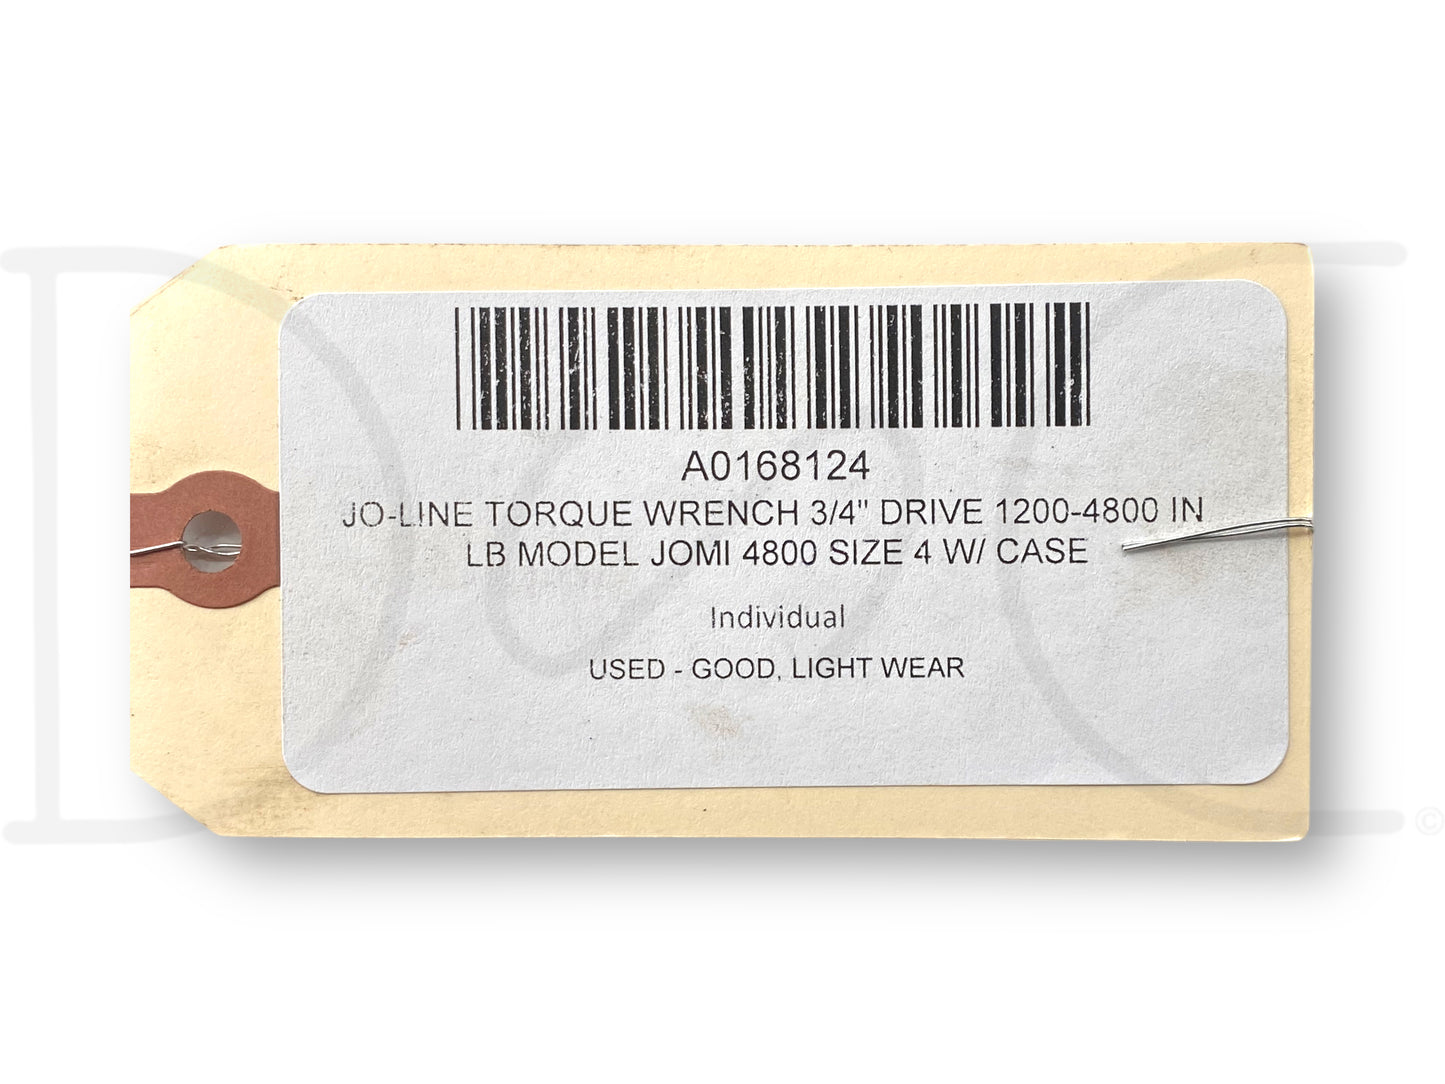 A0168124
JO-LINE TORQUE WRENCH 3/4" DRIVE 1200-4800 IN
LB MODEL JOMI 4800 SIZE 4 W/ CASE
Individual
USED - GOOD, LIGHT WEAR